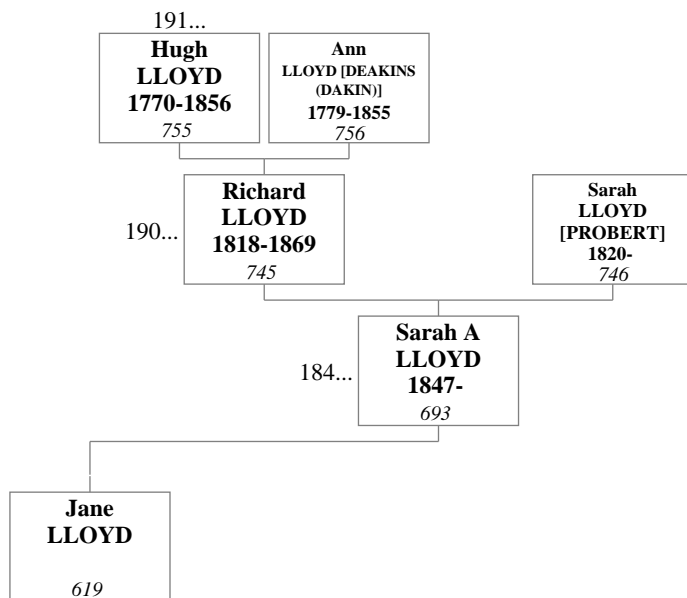 191...
Hugh
LLOYD
1770-1856
755
Ann
LLOYD [DEAKINS
(DAKIN)]
1779-1855
756
190...
Richard
LLOYD
1818-1869
745
Sarah
LLOYD
[PROBERT]
1820-
746
184...
Sarah A
LLOYD
1847-
693
Jane
LLOYD
619